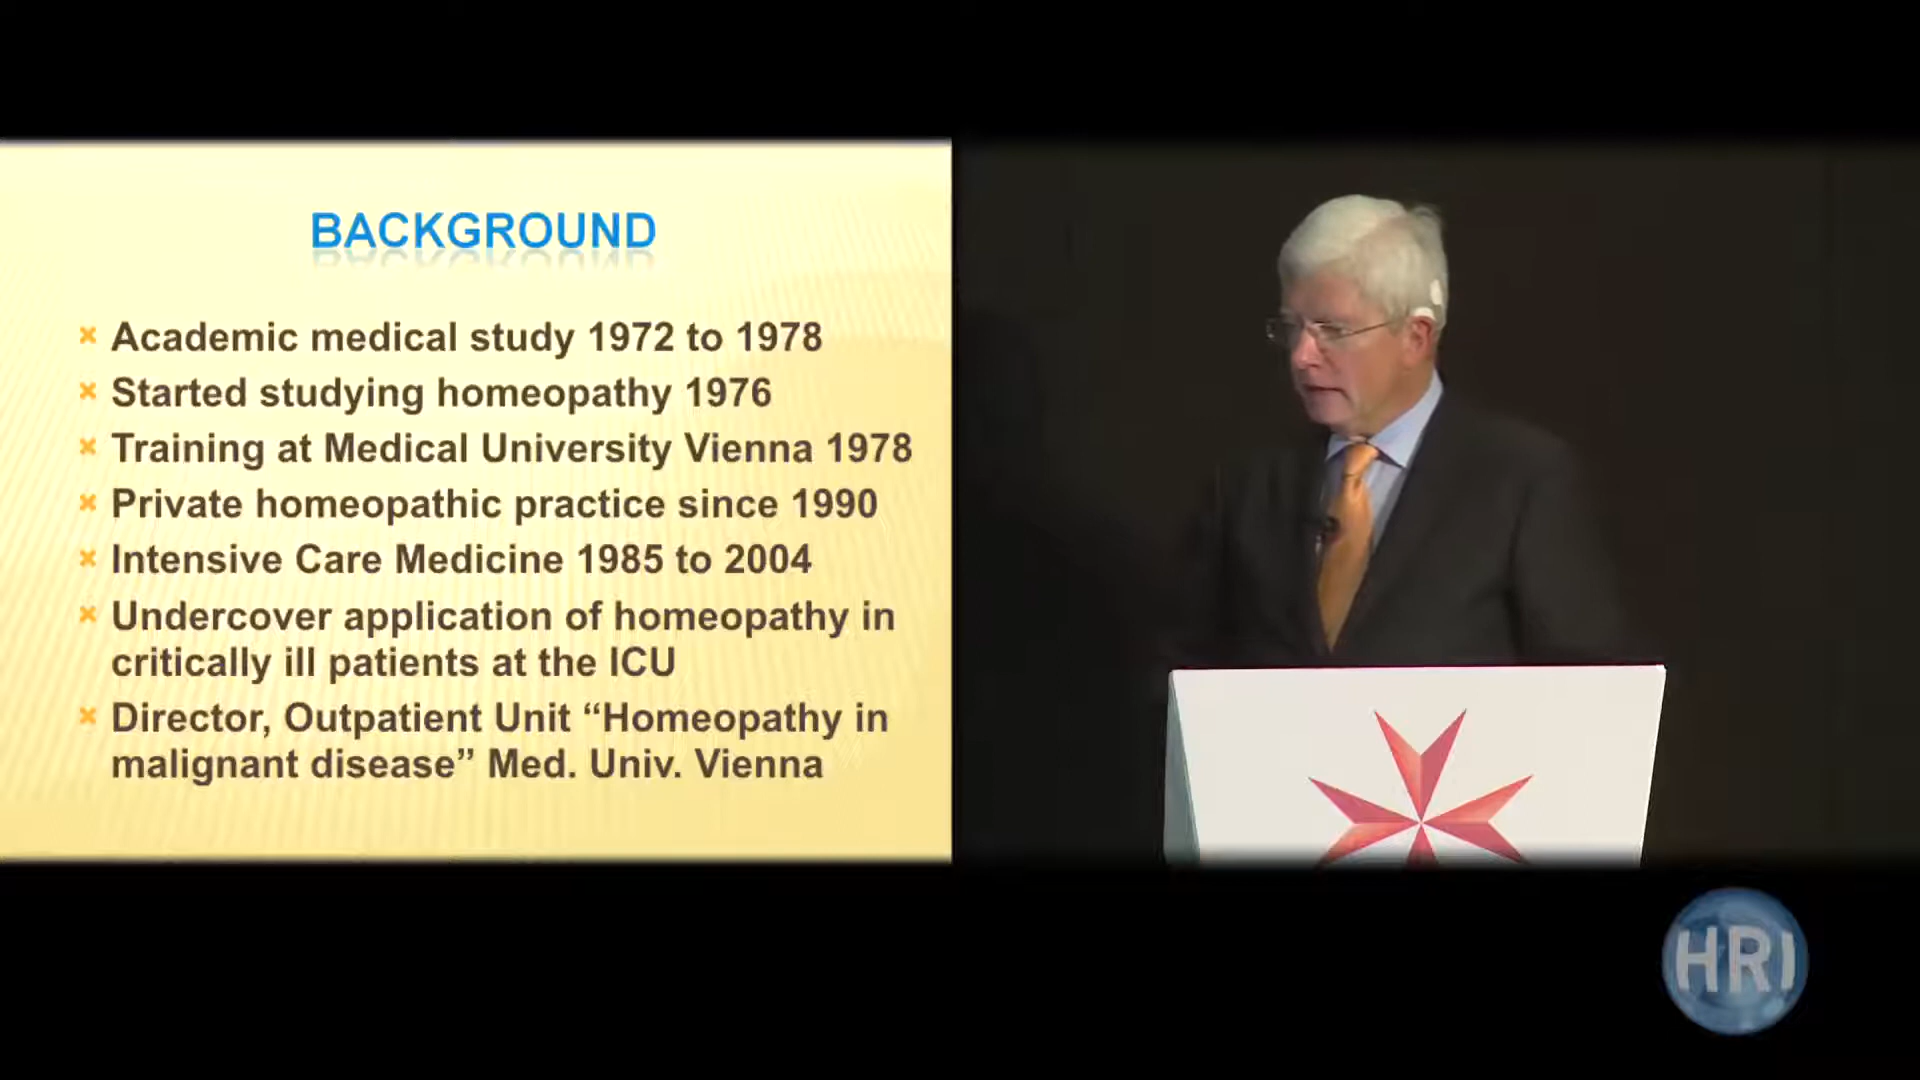 BACKGROUND
Academic medical study 1972 to 1978
Started studying homeopathy 1976
Training at Medical University Vienna 1978
Private homeopathic practice since 1990
Intensive Care Medicine 1985 to 2004
Undercover application of homeopathy in
critically ill patients at the ICU
Director, Outpatient Unit “Homeopathy in
malignant disease” Med. Univ. Vienna
HRI